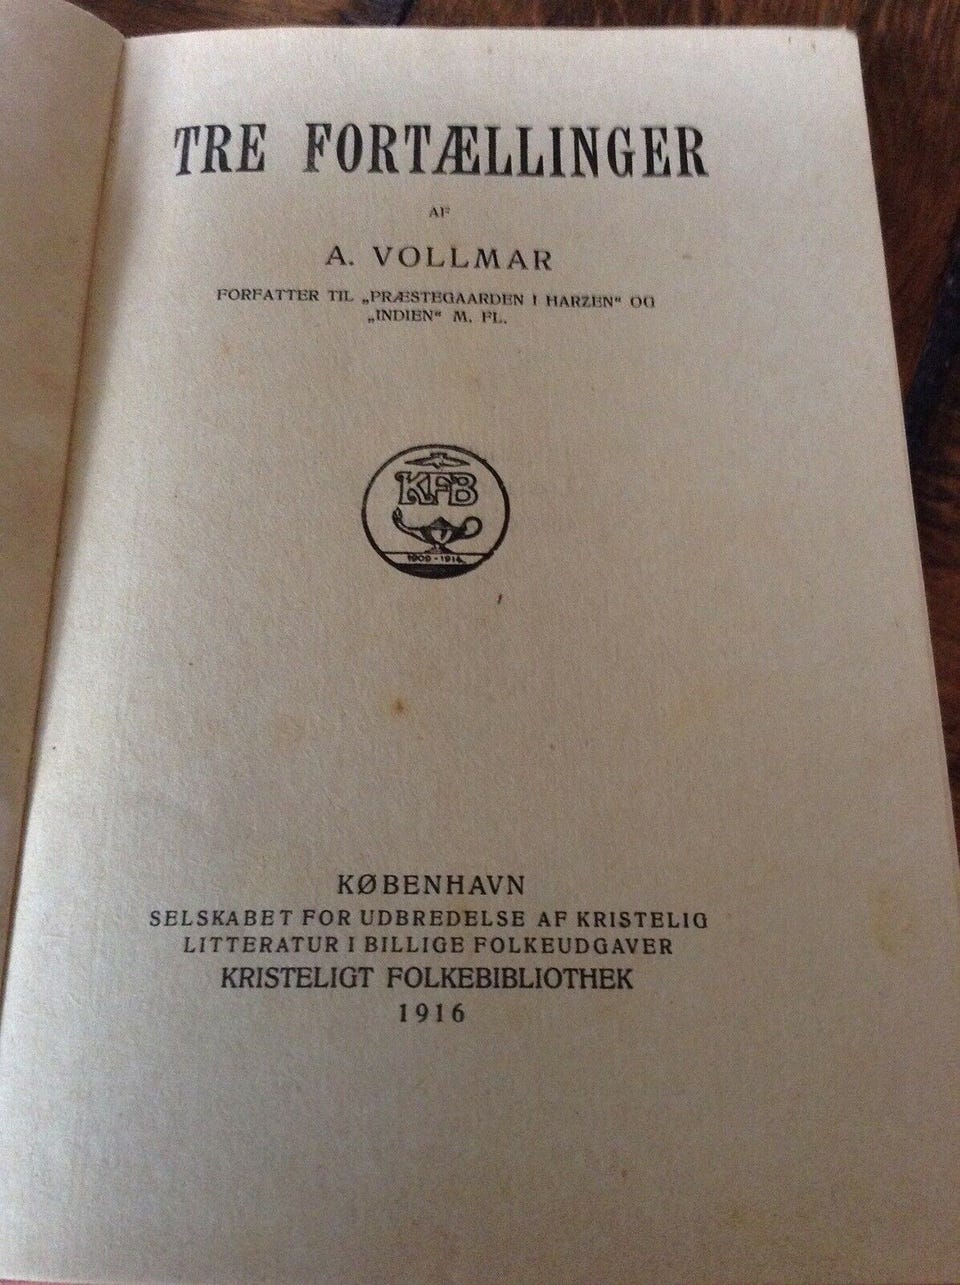 TRE FORTÆLLINGER
AF
A. VOLLMAR
FORFATTER TIL „PRÆSTEGAARDEN I HARZEN“ OG
„INDIEN“ M. FL.
KFB
1909-1914
KØBENHAVN
SELSKABET FOR UDBREDELSE AF KRISTELIG
LITTERATUR I BILLIGE FOLKEUDGAVER
KRISTELIGT FOLKEBIBLIOTHEK
1916